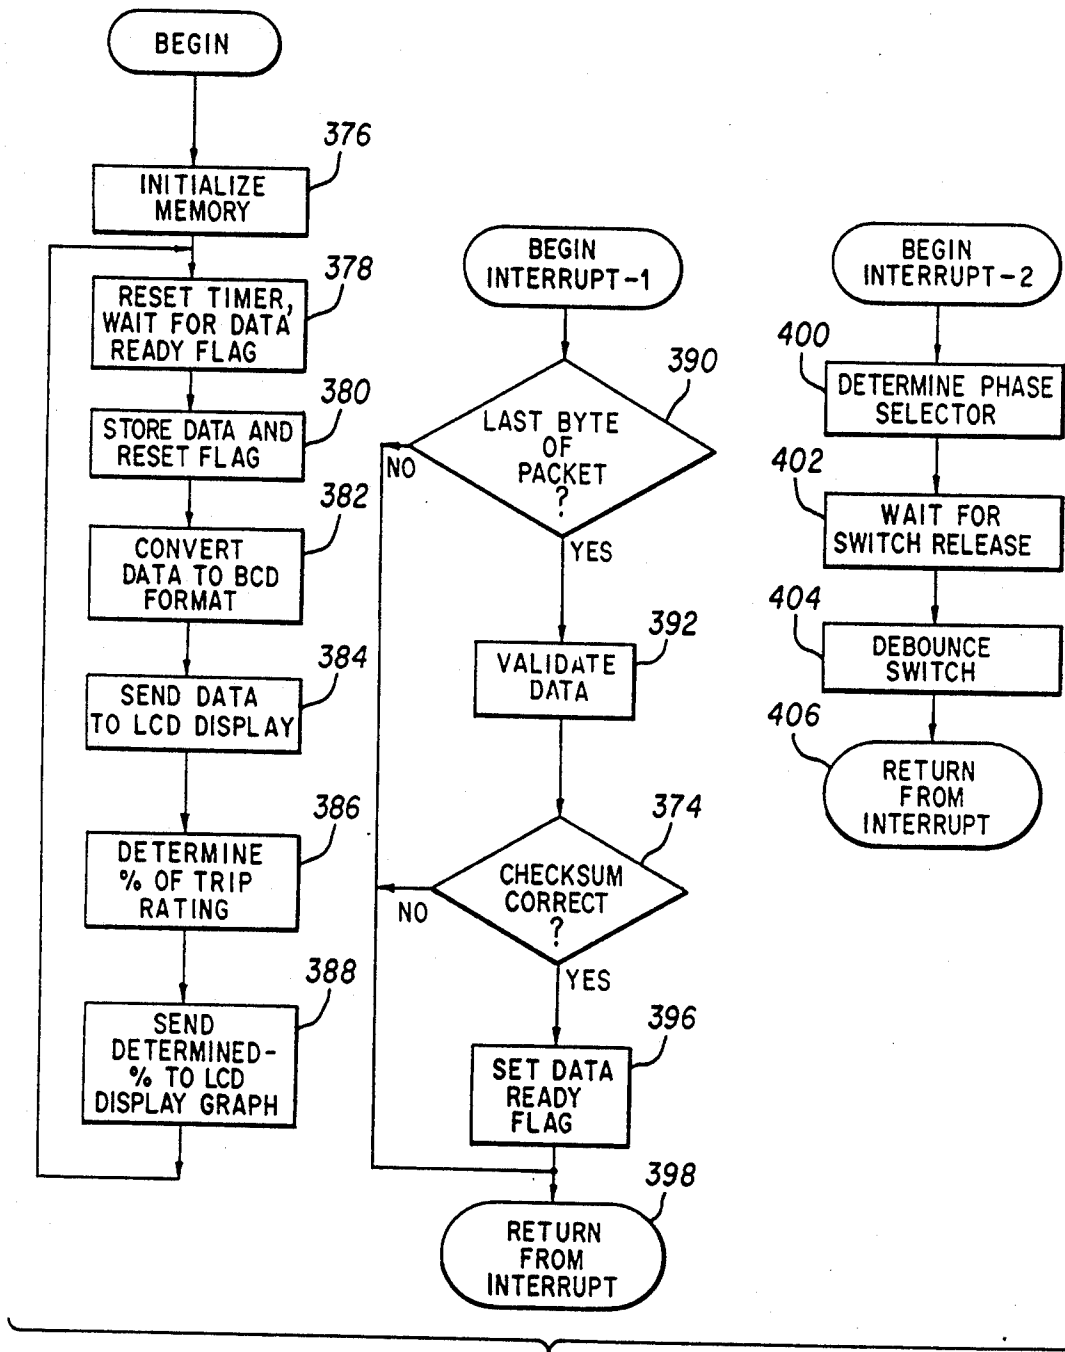 BEGIN
376
INITIALIZE
MEMORY
378
RESET TIMER,
WAIT FOR DATA
READY FLAG
380
STORE DATA AND
RESET FLAG
382
CONVERT
DATA TO BCD
FORMAT
384
SEND DATA
TO LCD DISPLAY
386
DETERMINE
% OF TRIP
RATING
388
SEND
DETERMINED-
% TO LCD
DISPLAY GRAPH
BEGIN
INTERRUPT-1
390
LAST BYTE
OF
PACKET
?
NO
YES
392
VALIDATE
DATA
374
CHECKSUM
CORRECT
?
NO
YES
396
SET DATA
READY
FLAG
398
RETURN
FROM
INTERRUPT
BEGIN
INTERRUPT-2
400
DETERMINE PHASE
SELECTOR
402
WAIT FOR
SWITCH RELEASE
404
DEBOUNCE
SWITCH
406
RETURN
FROM
INTERRUPT